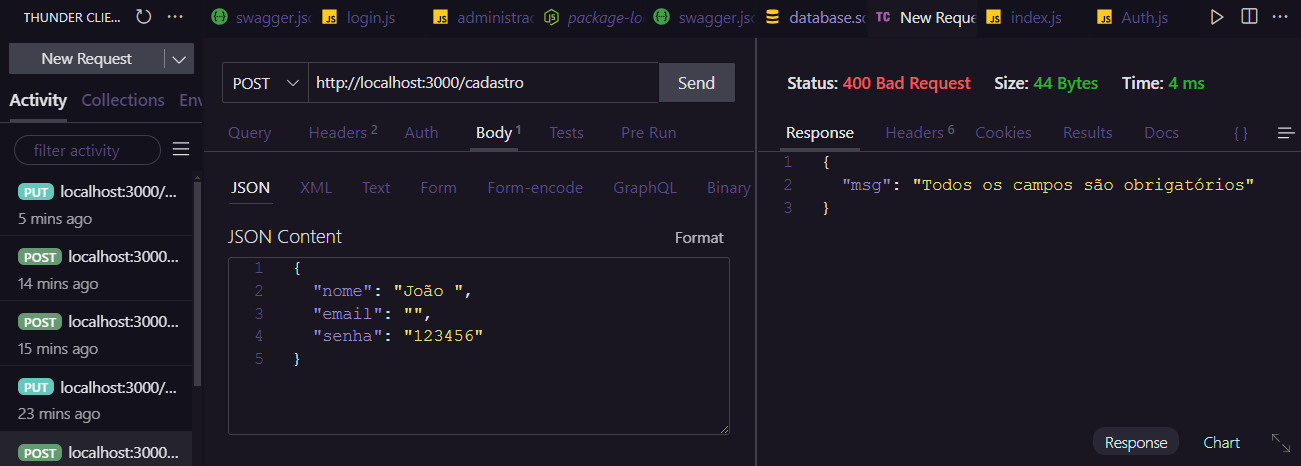 THUNDER CLIE...
swagger.jsc
login.js
administrac
package-lo
swagger.jsc
database.sc
TC New Reque
index.js
Auth.js
New Request
Activity Collections Env
filter activity
PUT localhost:3000/...
5 mins ago
POST localhost:3000...
14 mins ago
POST localhost:3000...
15 mins ago
PUT localhost:3000/...
23 mins ago
POST localhost:3000...
POST http://localhost:3000/cadastro Send
Query Headers 2 Auth Body 1 Tests Pre Run
JSON XML Text Form Form-encode GraphQL Binary
JSON Content Format
1 {
2 "nome": "João ",
3 "email": "",
4 "senha": "123456"
5 }
Status: 400 Bad Request Size: 44 Bytes Time: 4 ms
Response Headers 6 Cookies Results Docs { }
1 {
2 "msg": "Todos os campos são obrigatórios"
3 }
Response Chart